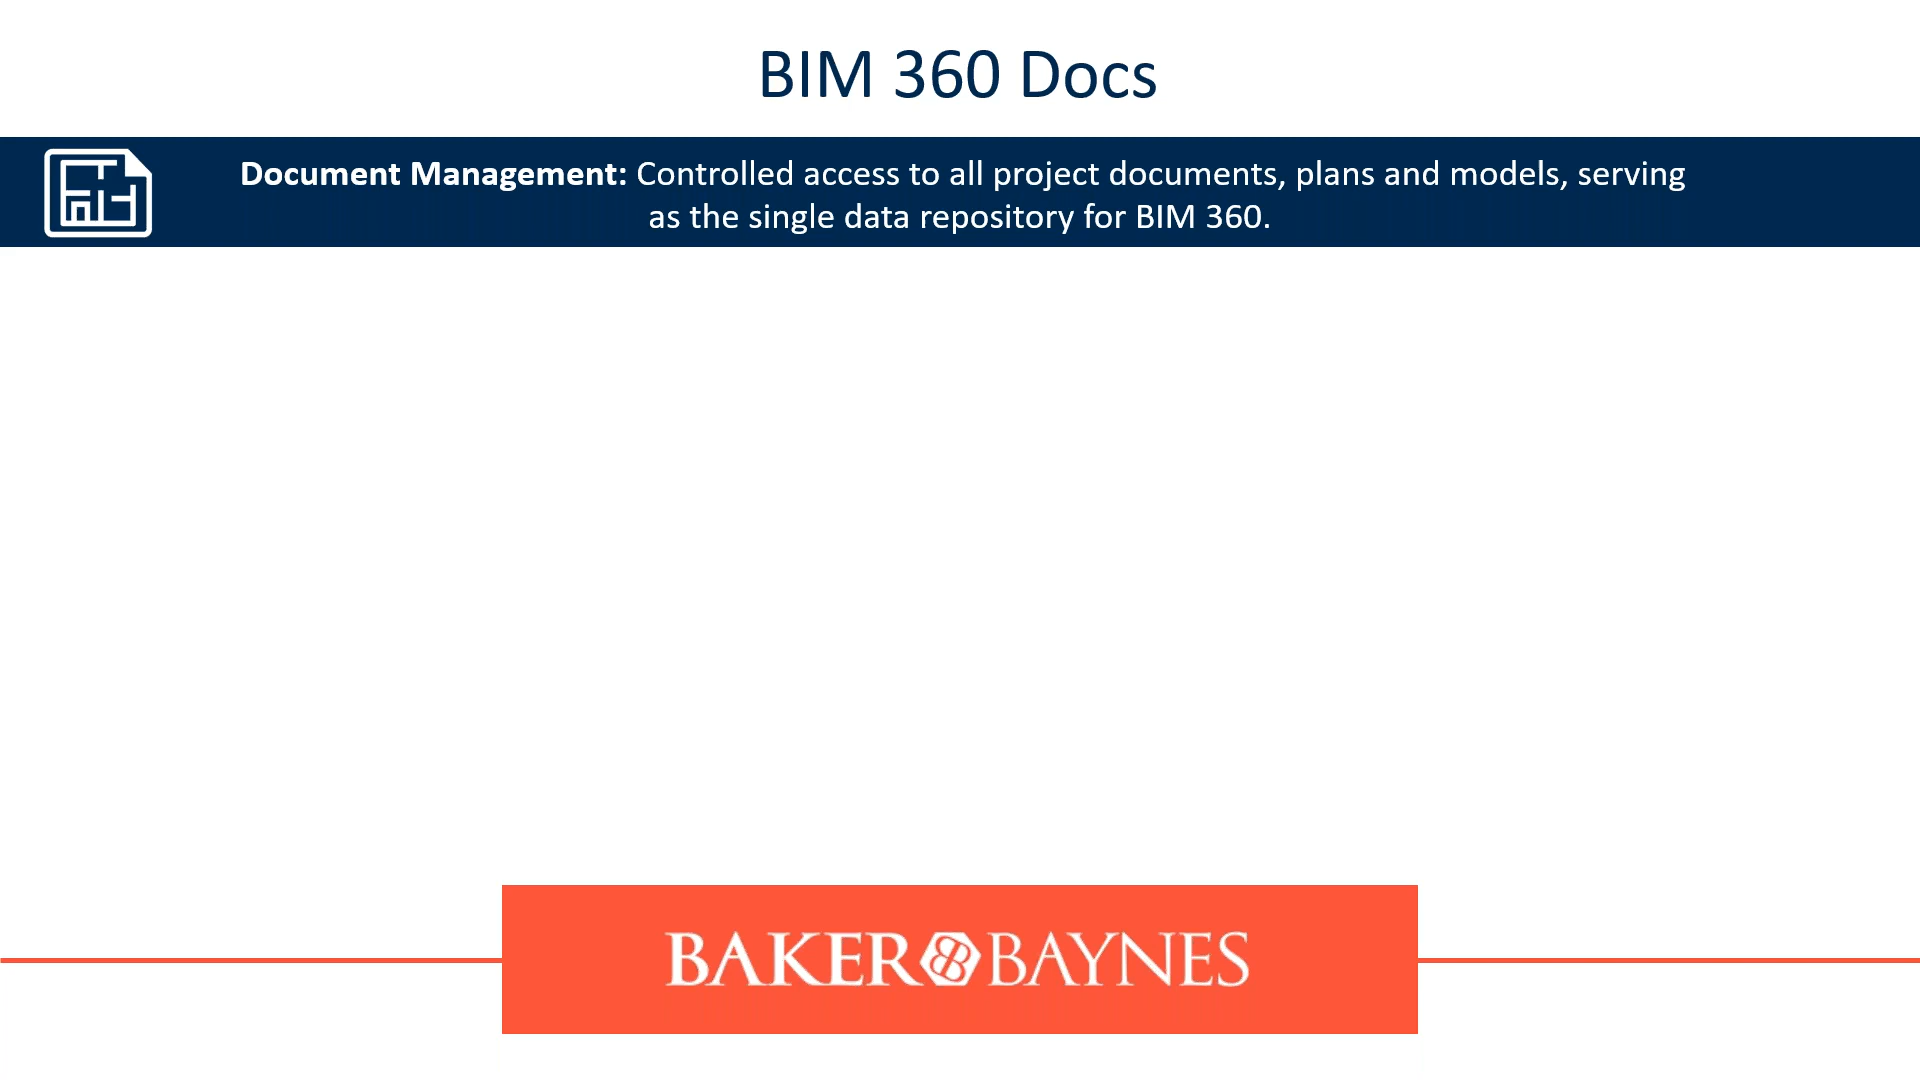 BIM 360 Docs
Document Management: Controlled access to all project documents, plans and models, serving
as the single data repository for BIM 360.
BAKER BAYNES